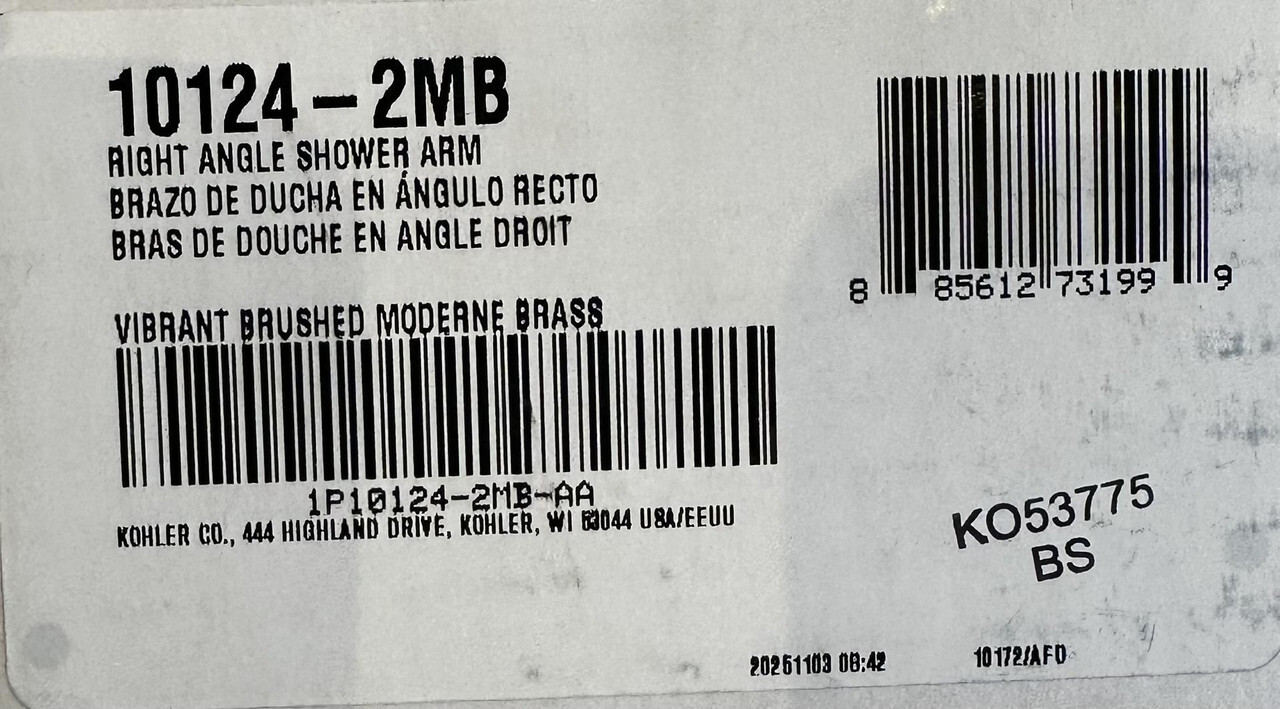 10124-2MB
RIGHT ANGLE SHOWER ARM
BRAZO DE DUCHA EN ÁNGULO RECTO
BRAS DE DOUCHE EN ANGLE DROIT
8 85612 73199 9
VIBRANT BRUSHED MODERNE BRASS
1P10124-2MB-AA
KOHLER CO., 444 HIGHLAND DRIVE, KOHLER, WI 53044 USA/EEUU
KO53775
BS
20251103 08:42
10172/AFD